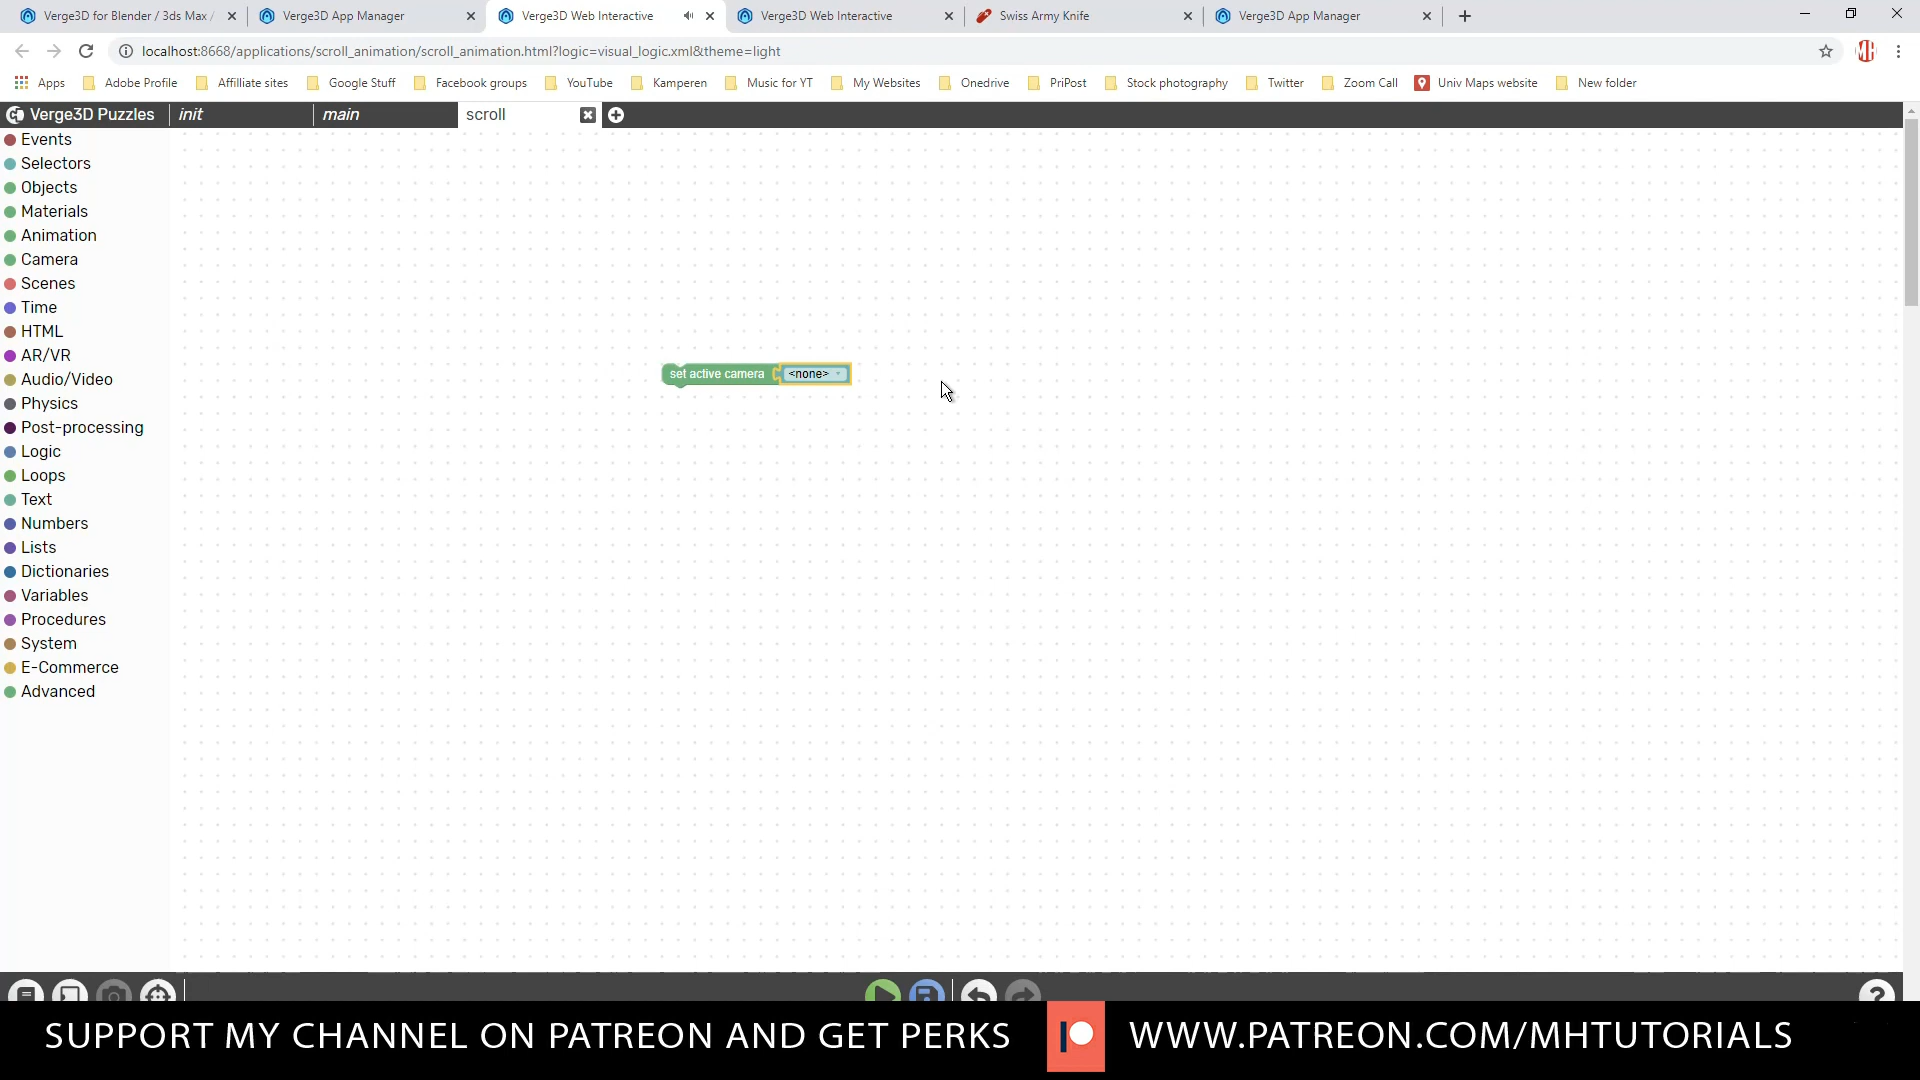 Verge3D for Blender / 3ds Max /
Verge3D App Manager
Verge3D Web Interactive
Verge3D Web Interactive
Swiss Army Knife
Verge3D App Manager
localhost:8668/applications/scroll_animation/scroll_animation.html?logic=visual_logic.xml&theme=light
Apps
Adobe Profile
Affilliate sites
Google Stuff
Facebook groups
YouTube
Kamperen
Music for YT
My Websites
Onedrive
PriPost
Stock photography
Twitter
Zoom Call
Univ Maps website
New folder
Verge3D Puzzles
init
main
scroll
Events
Selectors
Objects
Materials
Animation
Camera
Scenes
Time
HTML
AR/VR
Audio/Video
Physics
Post-processing
Logic
Loops
Text
Numbers
Lists
Dictionaries
Variables
Procedures
System
E-Commerce
Advanced
set active camera <none>
SUPPORT MY CHANNEL ON PATREON AND GET PERKS
WWW.PATREON.COM/MHTUTORIALS